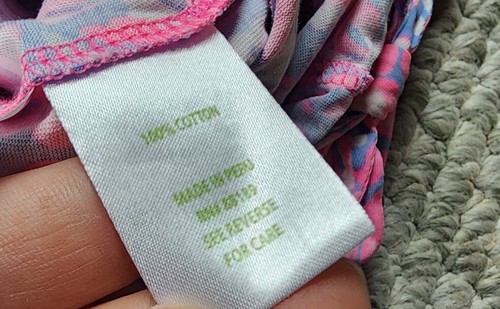 100% COTTON
MADE IN PERU
SEE REVERSE
FOR CARE